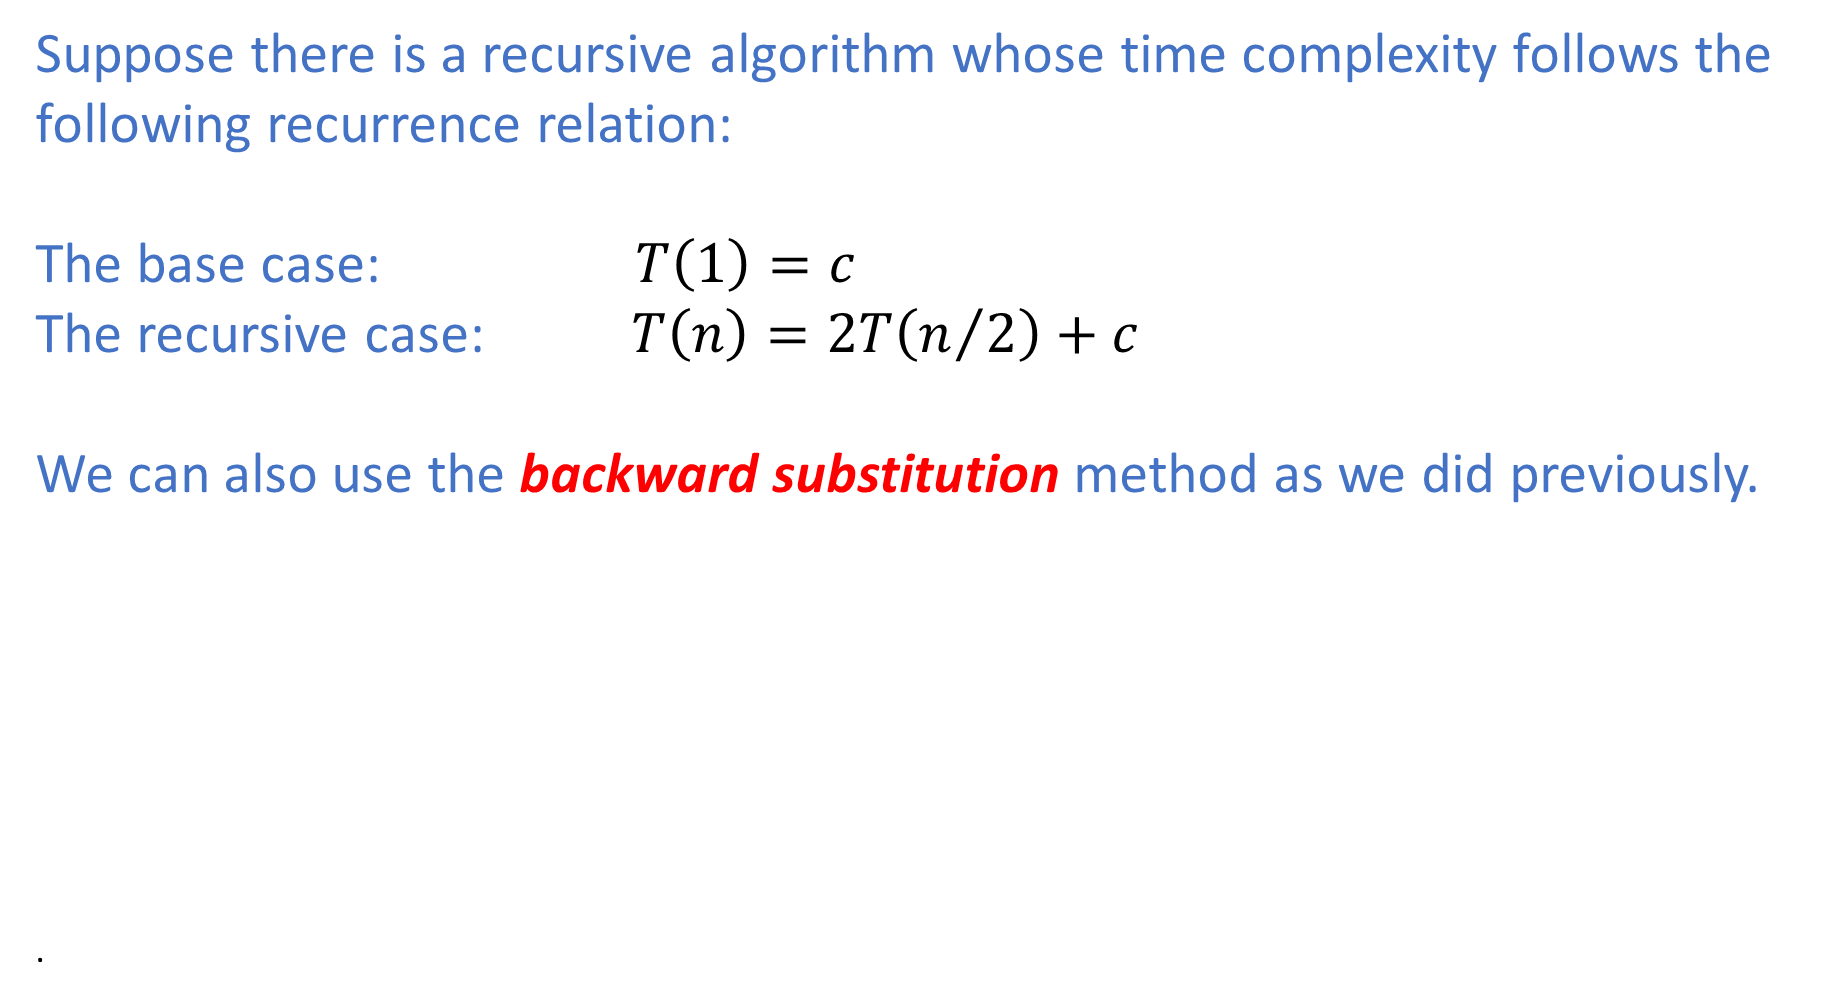 Suppose there is a recursive algorithm whose time complexity follows the
following recurrence relation:
The base case: T(1) = c
The recursive case: T(n) = 2T(n/2) + c
We can also use the backward substitution method as we did previously.
.